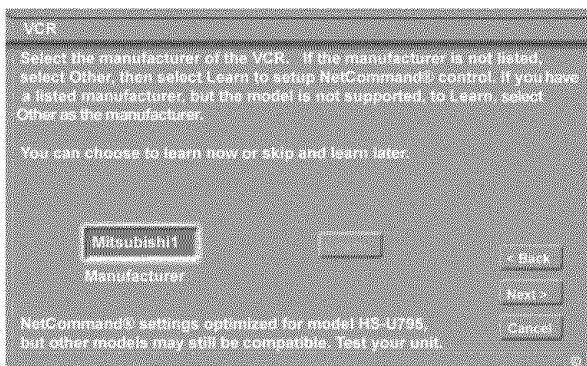 VCR
Select the manufacturer of the VCR. If the manufacturer is not listed,
select Other, then select Learn to setup NetCommand® control. If you have
a listed manufacturer, but the model is not supported, to Learn, select
Other as the manufacturer.
You can choose to learn now or skip and learn later.
Mitsubishi1
Manufacturer
< Back
Next >
NetCommand® settings optimized for model HS-U795,
but other models may still be compatible. Test your unit.
Cancel